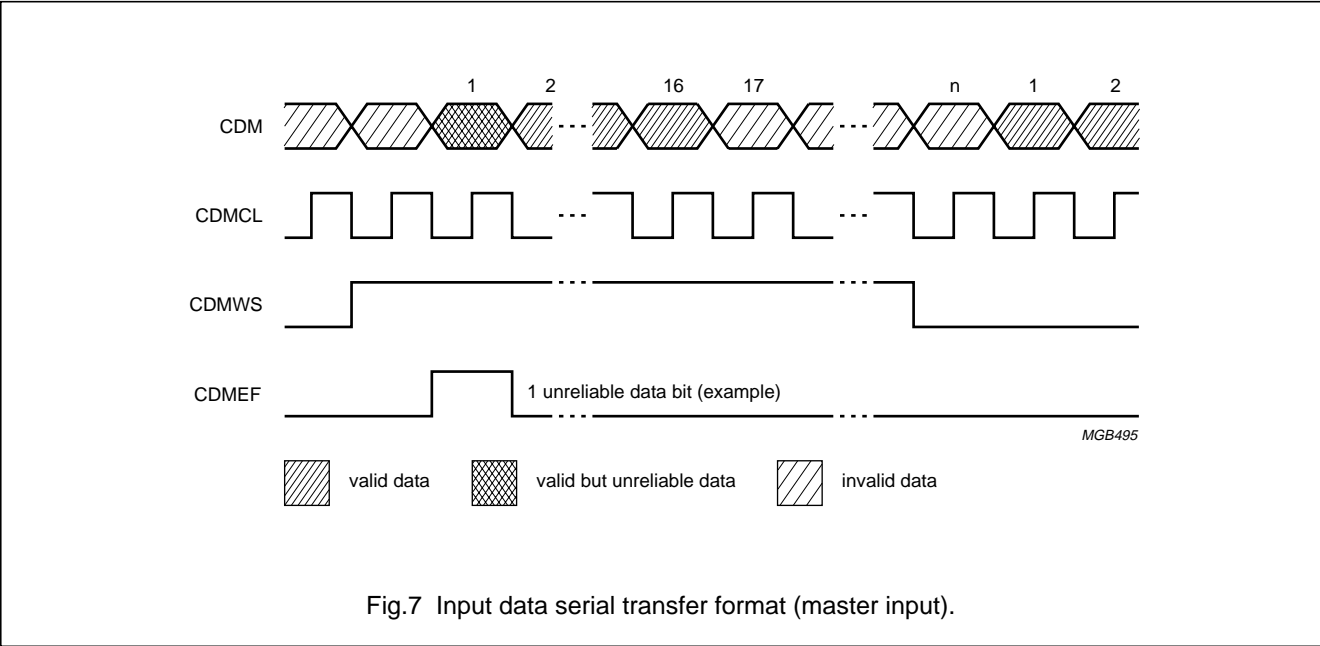 1 2 16 17 n 1 2
CDM
CDMCL
CDMWS
CDMEF
1 unreliable data bit (example)
MGB495
valid data
valid but unreliable data
invalid data
Fig.7 Input data serial transfer format (master input).